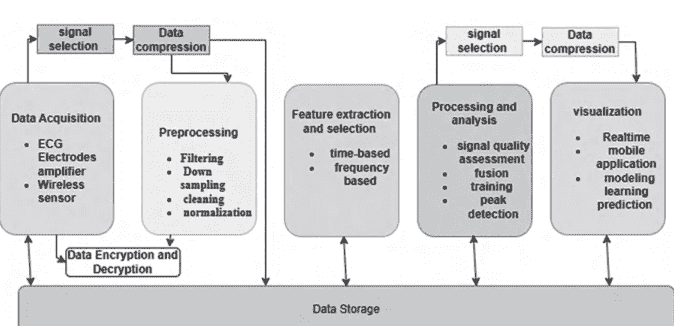 signal
selection
Data
compression
signal
selection
Data
compression
Data Acquisition
• ECG
Electrodes
amplifier
• Wireless
sensor
Preprocessing
• Filtering
• Down
sampling
• cleaning
• normalization
Feature extraction
and selection
• time-based
• frequency
based
Processing and
analysis
• signal quality
assessment
• fusion
• training
• peak
detection
visualization
• Realtime
• mobile
application
• modeling
learning
prediction
Data Encryption and
Decryption
Data Storage